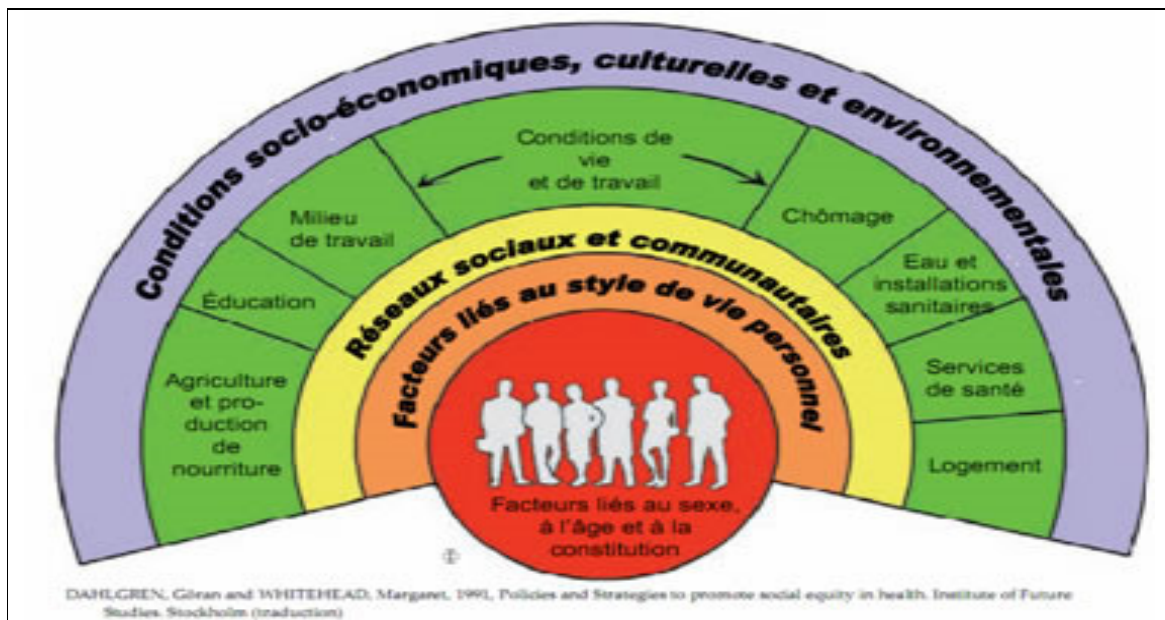 Conditions socio-économiques, culturelles et environnementales
Conditions de
vie
et de travail
Milieu
de travail
Chômage
Éducation
Eau et
installations
sanitaires
Agriculture
et pro-
duction
de
nourriture
Services
de santé
Logement
Réseaux sociaux et communautaires
Facteurs liés au style de vie personnel
Facteurs liés au sexe,
à l'âge et à la
constitution
DAHLGREN, Göran and WHITEHEAD, Margaret, 1991, Policies and Strategies to promote social equity in health. Institute of Future
Studies. Stockholm (traduction)